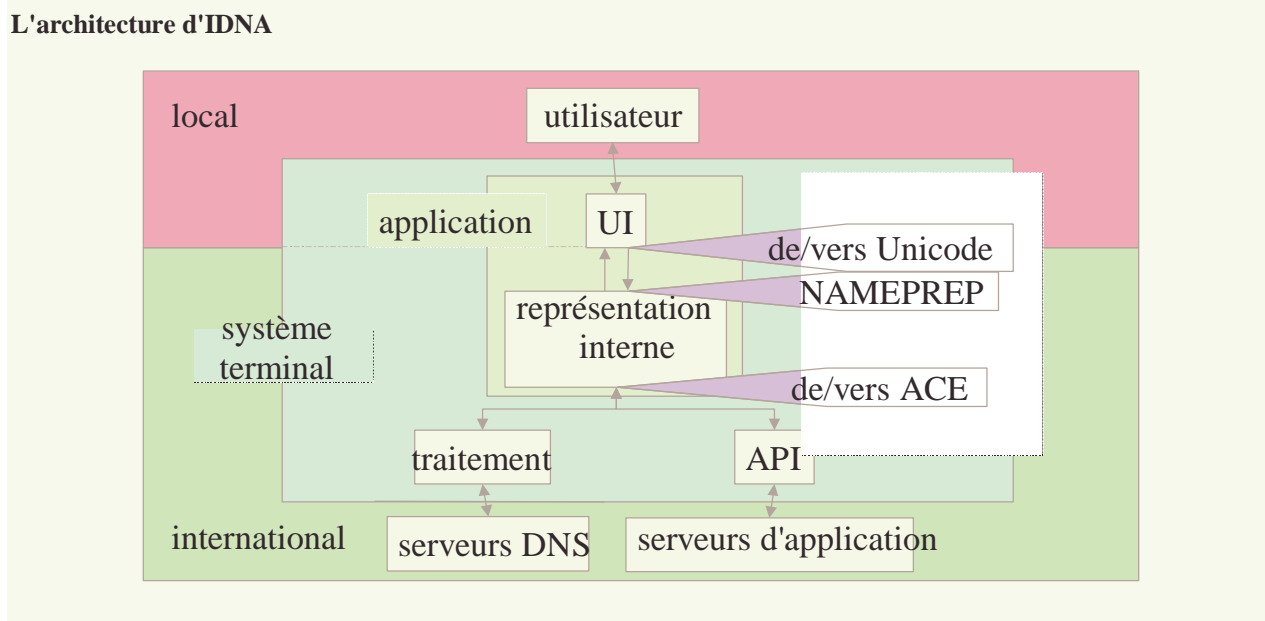 L'architecture d'IDNA
local
utilisateur
application
UI
de/vers Unicode
NAMEPREP
représentation
interne
système
terminal
de/vers ACE
traitement
API
international
serveurs DNS
serveurs d'application